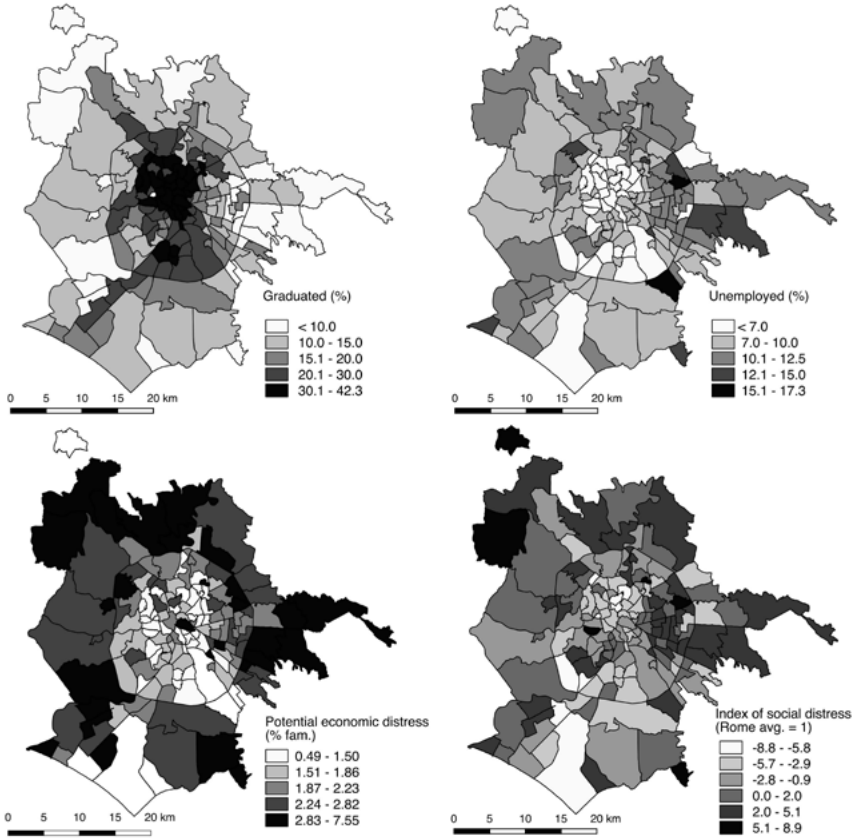 Graduated (%)
< 10.0
10.0 - 15.0
15.1 - 20.0
20.1 - 30.0
30.1 - 42.3
0 5 10 15 20 km
Unemployed (%)
< 7.0
7.0 - 10.0
10.1 - 12.5
12.1 - 15.0
15.1 - 17.3
0 5 10 15 20 km
Potential economic distress
(% fam.)
0.49 - 1.50
1.51 - 1.86
1.87 - 2.23
2.24 - 2.82
2.83 - 7.55
0 5 10 15 20 km
Index of social distress
(Rome avg. = 1)
-8.8 - -5.8
-5.7 - -2.9
-2.8 - -0.9
0.0 - 2.0
2.0 - 5.1
5.1 - 8.9
0 5 10 15 20 km